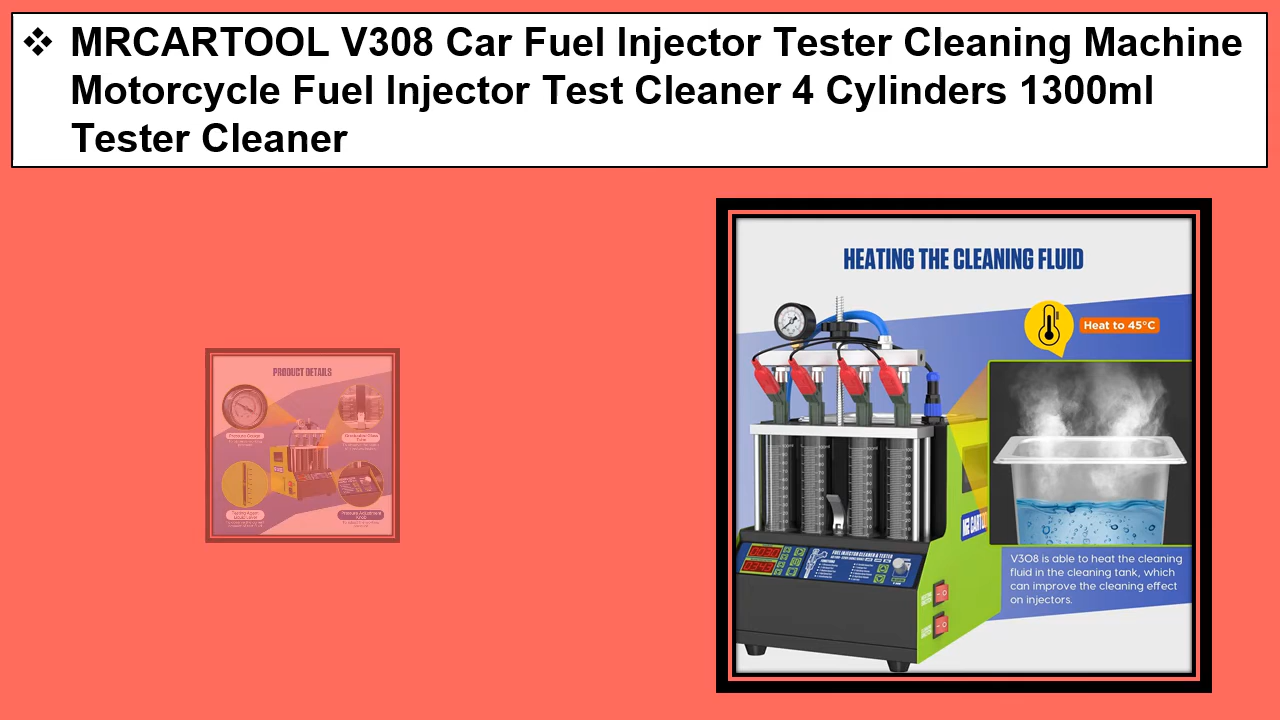 ❖ MRCARTOOL V308 Car Fuel Injector Tester Cleaning Machine
Motorcycle Fuel Injector Test Cleaner 4 Cylinders 1300ml
Tester Cleaner
HEATING THE CLEANING FLUID
Heat to 45°C
PRODUCT DETAILS
Pressure Gauge
FUEL INJECTOR CLEANER & TESTER
V308 is able to heat the cleaning
fluid in the cleaning tank, which
can improve the cleaning effect
on injectors.